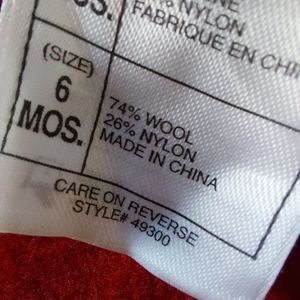 OS.
NYLON
FABRIQUE EN CHI
(SIZE)
6
MOS.
74% WOOL
26% NYLON
MADE IN CHINA
CARE ON REVERSE
STYLE# 49300